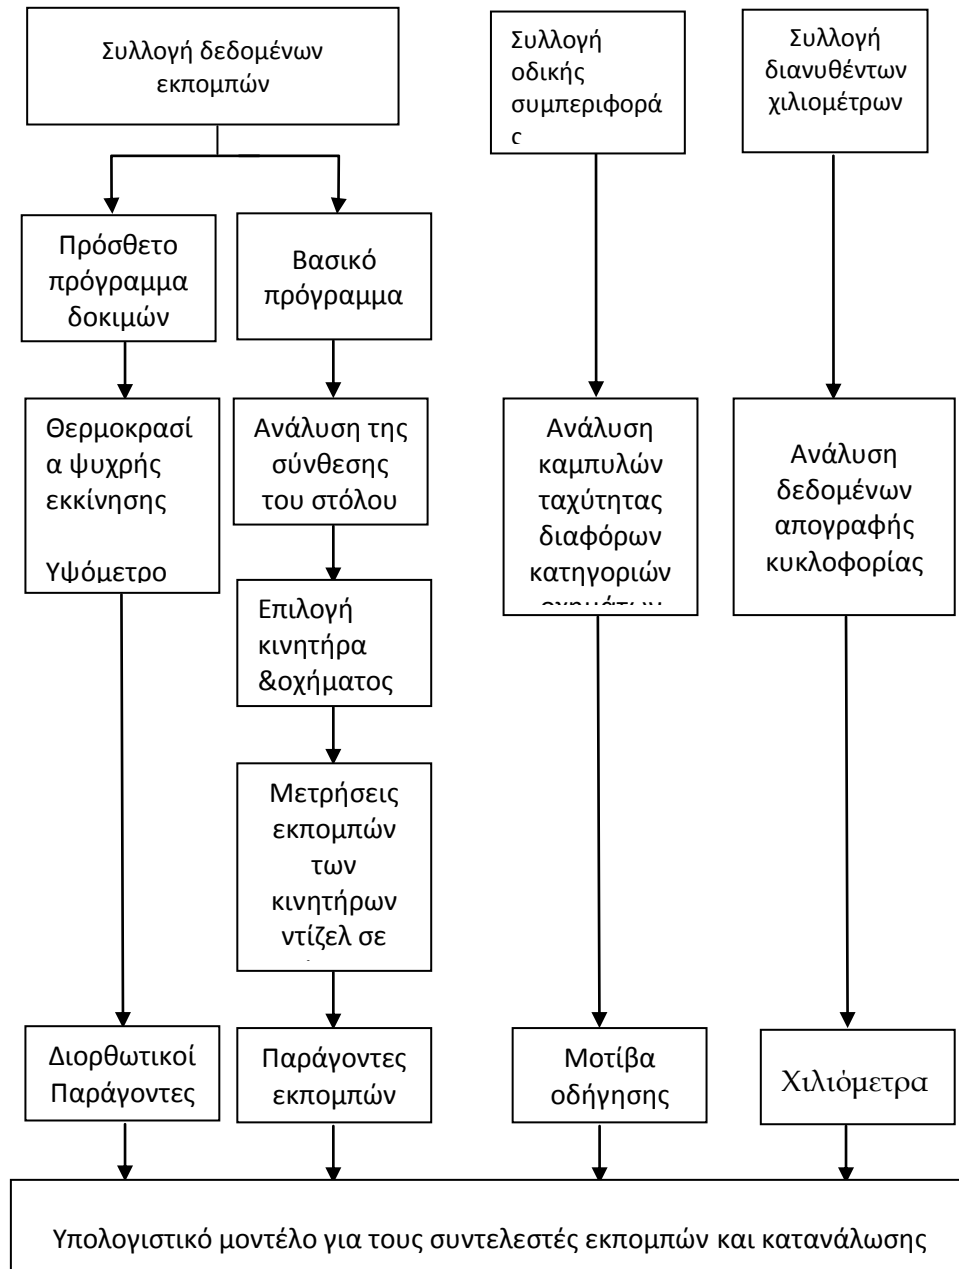 Συλλογή δεδομένων
εκπομπών
Συλλογή
οδικής
συμπεριφορά
ς
Συλλογή
διανυθέντων
χιλιομέτρων
Πρόσθετο
πρόγραμμα
δοκιμών
Βασικό
πρόγραμμα
Θερμοκρασί
α ψυχρής
εκκίνησης
Υψόμετρο
Ανάλυση της
σύνθεσης
του στόλου
Ανάλυση
καμπυλών
ταχύτητας
διαφόρων
κατηγοριών
οχημάτων
Ανάλυση
δεδομένων
απογραφής
κυκλοφορίας
Επιλογή
κινητήρα
&οχήματος
Μετρήσεις
εκπομπών
των
κινητήρων
ντίζελ σε
Διορθωτικοί
Παράγοντες
Παράγοντες
εκπομπών
Μοτίβα
οδήγησης
Χιλιόμετρα
Υπολογιστικό μοντέλο για τους συντελεστές εκπομπών και κατανάλωσης